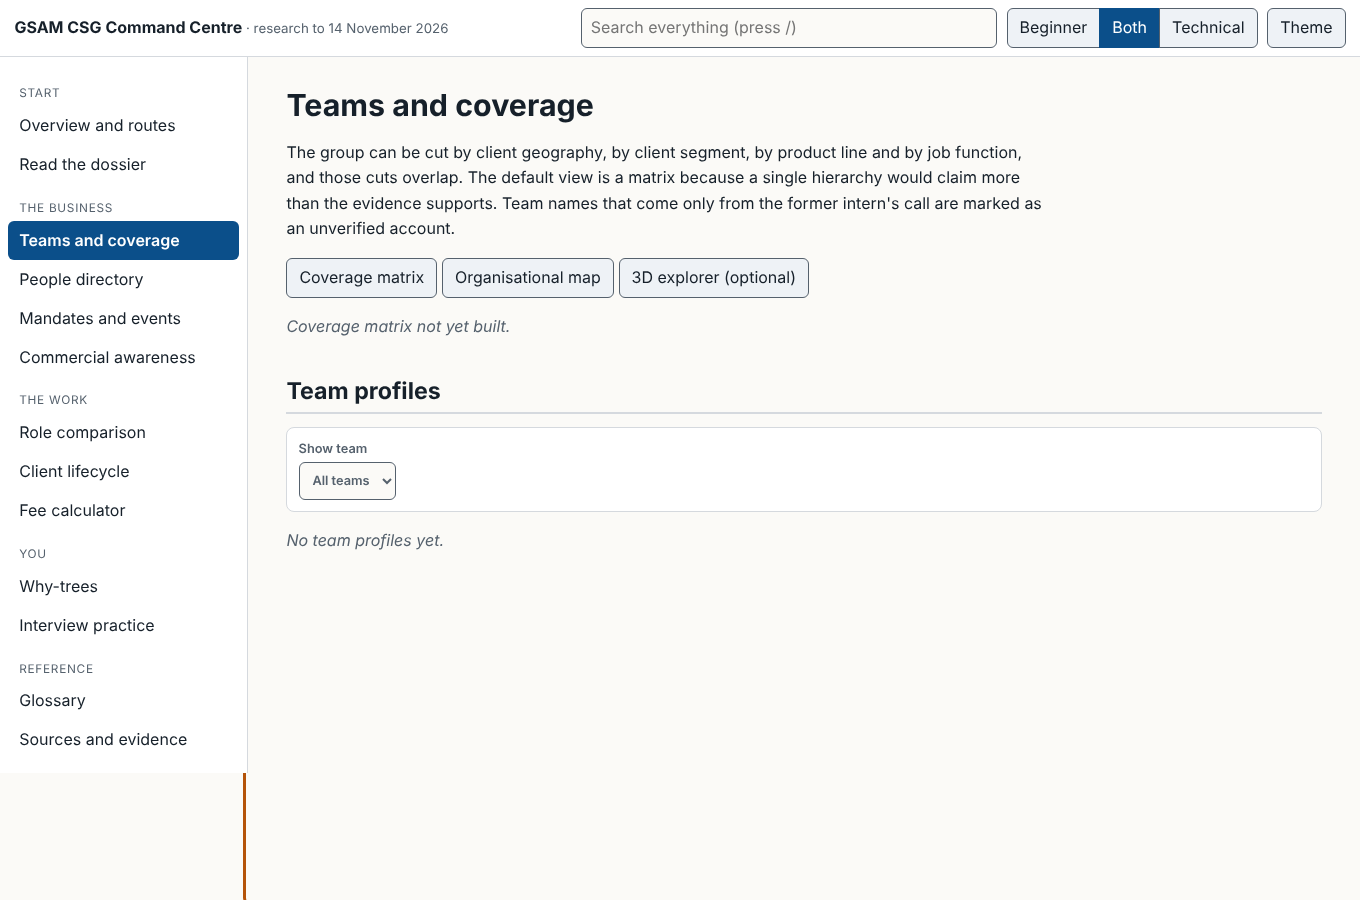 GSAM CSG Command Centre · research to 14 November 2026
Search everything (press /)
Beginner
Both
Technical
Theme
START
Overview and routes
Read the dossier
THE BUSINESS
Teams and coverage
People directory
Mandates and events
Commercial awareness
THE WORK
Role comparison
Client lifecycle
Fee calculator
YOU
Why-trees
Interview practice
REFERENCE
Glossary
Sources and evidence
Teams and coverage
The group can be cut by client geography, by client segment, by product line and by job function,
and those cuts overlap. The default view is a matrix because a single hierarchy would claim more
than the evidence supports. Team names that come only from the former intern's call are marked as
an unverified account.
Coverage matrix
Organisational map
3D explorer (optional)
Coverage matrix not yet built.
Team profiles
Show team
All teams
No team profiles yet.